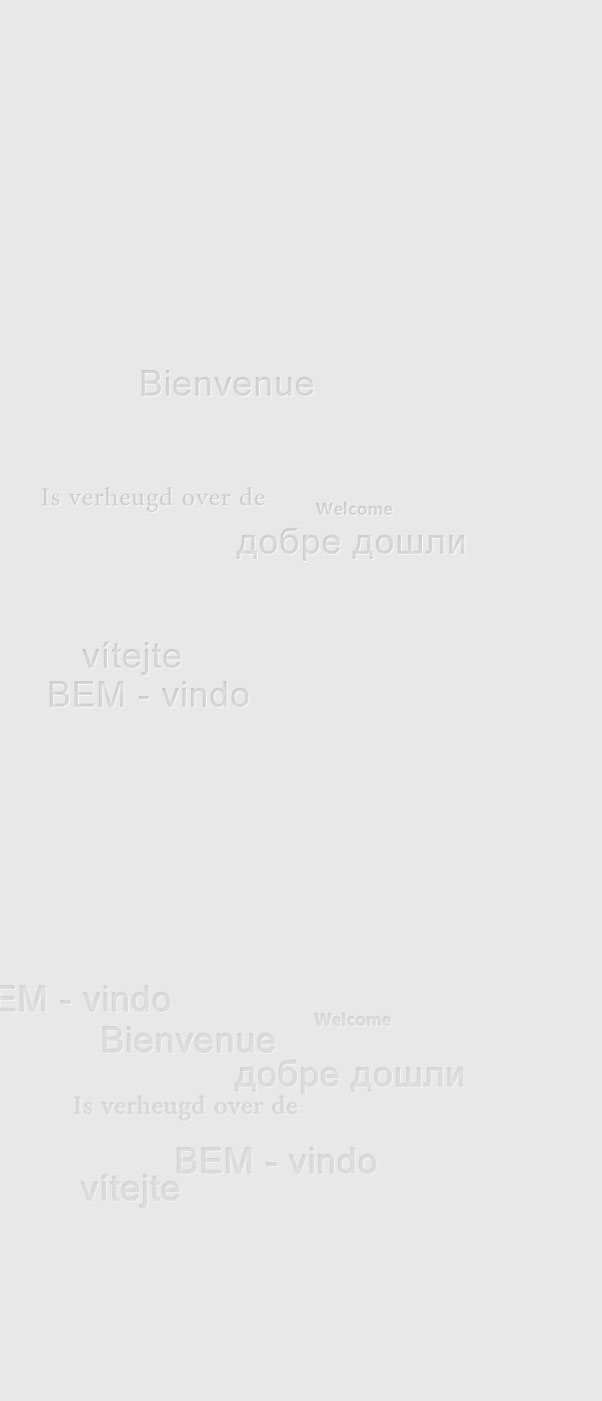 Bienvenue
Is verheugd over de
Welcome
добре дошли
vítejte
BEM - vindo
EM - vindo
Welcome
Bienvenue
добре дошли
Is verheugd over de
BEM - vindo
vítejte